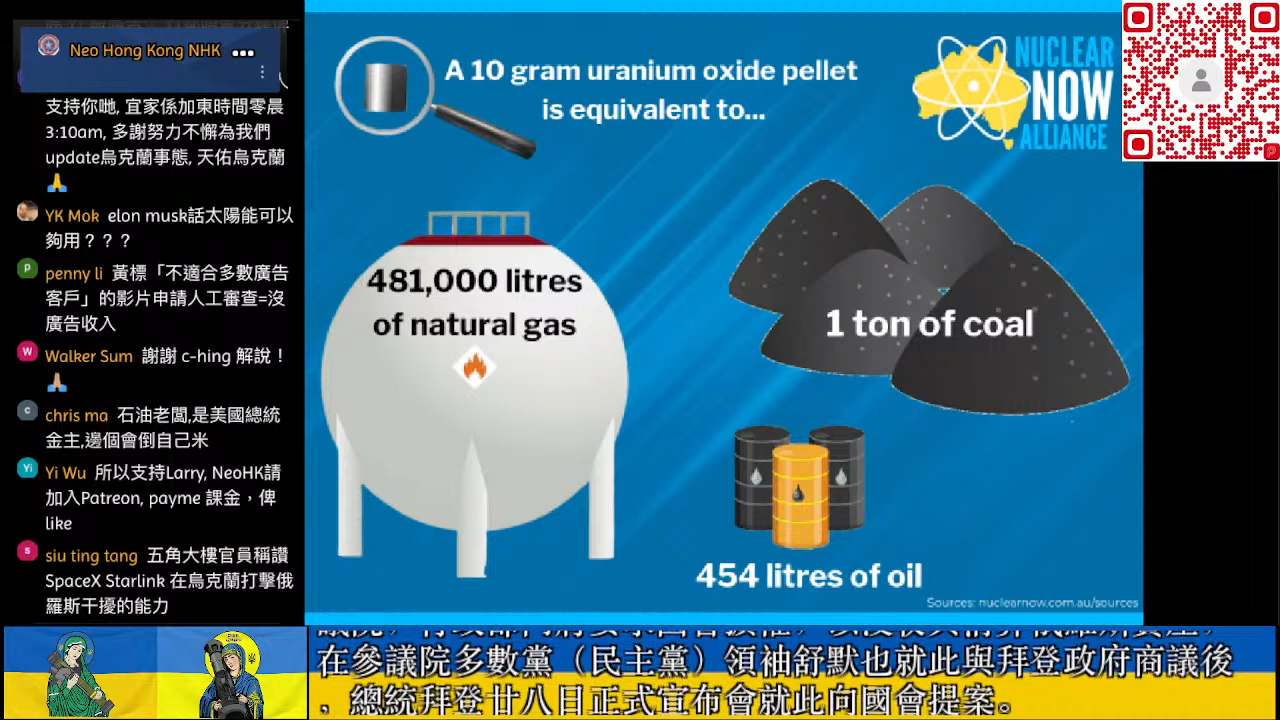 Neo Hong Kong NHK
支持你哋, 宜家係加東時間零晨
3:10am, 多謝努力不懈為我們
update烏克蘭事態, 天佑烏克蘭
🙏
YK Mok elon musk話太陽能可以
夠用？？？
penny li 黃標「不適合多數廣告
客戶」的影片申請人工審查=沒
廣告收入
Walker Sum 謝謝 c-hing 解說！
🙏🏼
chris ma 石油老闆,是美國總統
金主,邊個會倒自己米
Yi Wu 所以支持Larry, NeoHK請
加入Patreon, payme 課金，俾
like
siu ting tang 五角大樓官員稱讚
SpaceX Starlink 在烏克蘭打擊俄
羅斯干擾的能力
A 10 gram uranium oxide pellet
is equivalent to...
NUCLEAR
NOW
ALLIANCE
481,000 litres
of natural gas
1 ton of coal
454 litres of oil
Sources: nuclearnow.com.au/sources
在參議院多數黨（民主黨）領袖舒默也就此與拜登政府商議後
，總統拜登廿八日正式宣布會就此向國會提案。